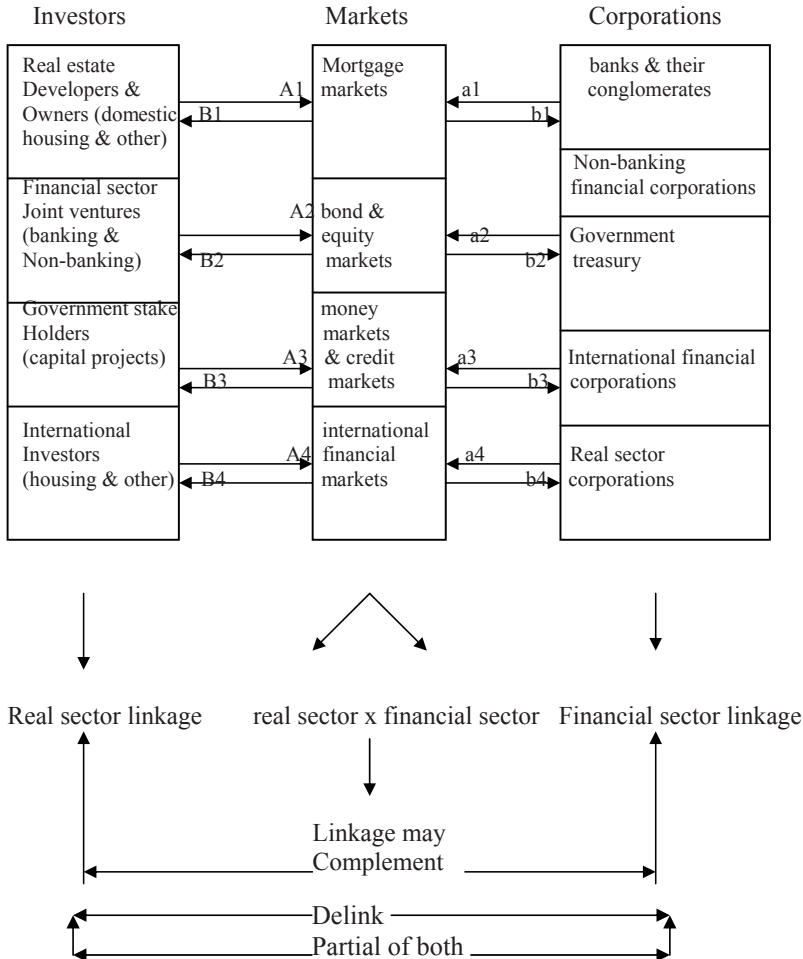 Investors
Markets
Corporations
Real estate
Developers &
Owners (domestic
housing & other)
A1
B1
Mortgage
markets
a1
b1
banks & their
conglomerates
Non-banking
financial corporations
Financial sector
Joint ventures
(banking &
Non-banking)
A2
B2
bond &
equity
markets
a2
b2
Government
treasury
Government stake
Holders
(capital projects)
A3
B3
money
markets
& credit
markets
a3
b3
International financial
corporations
International
Investors
(housing & other)
A4
B4
international
financial
markets
a4
b4
Real sector
corporations
Real sector linkage
real sector x financial sector
Financial sector linkage
Linkage may
Complement
Delink
Partial of both